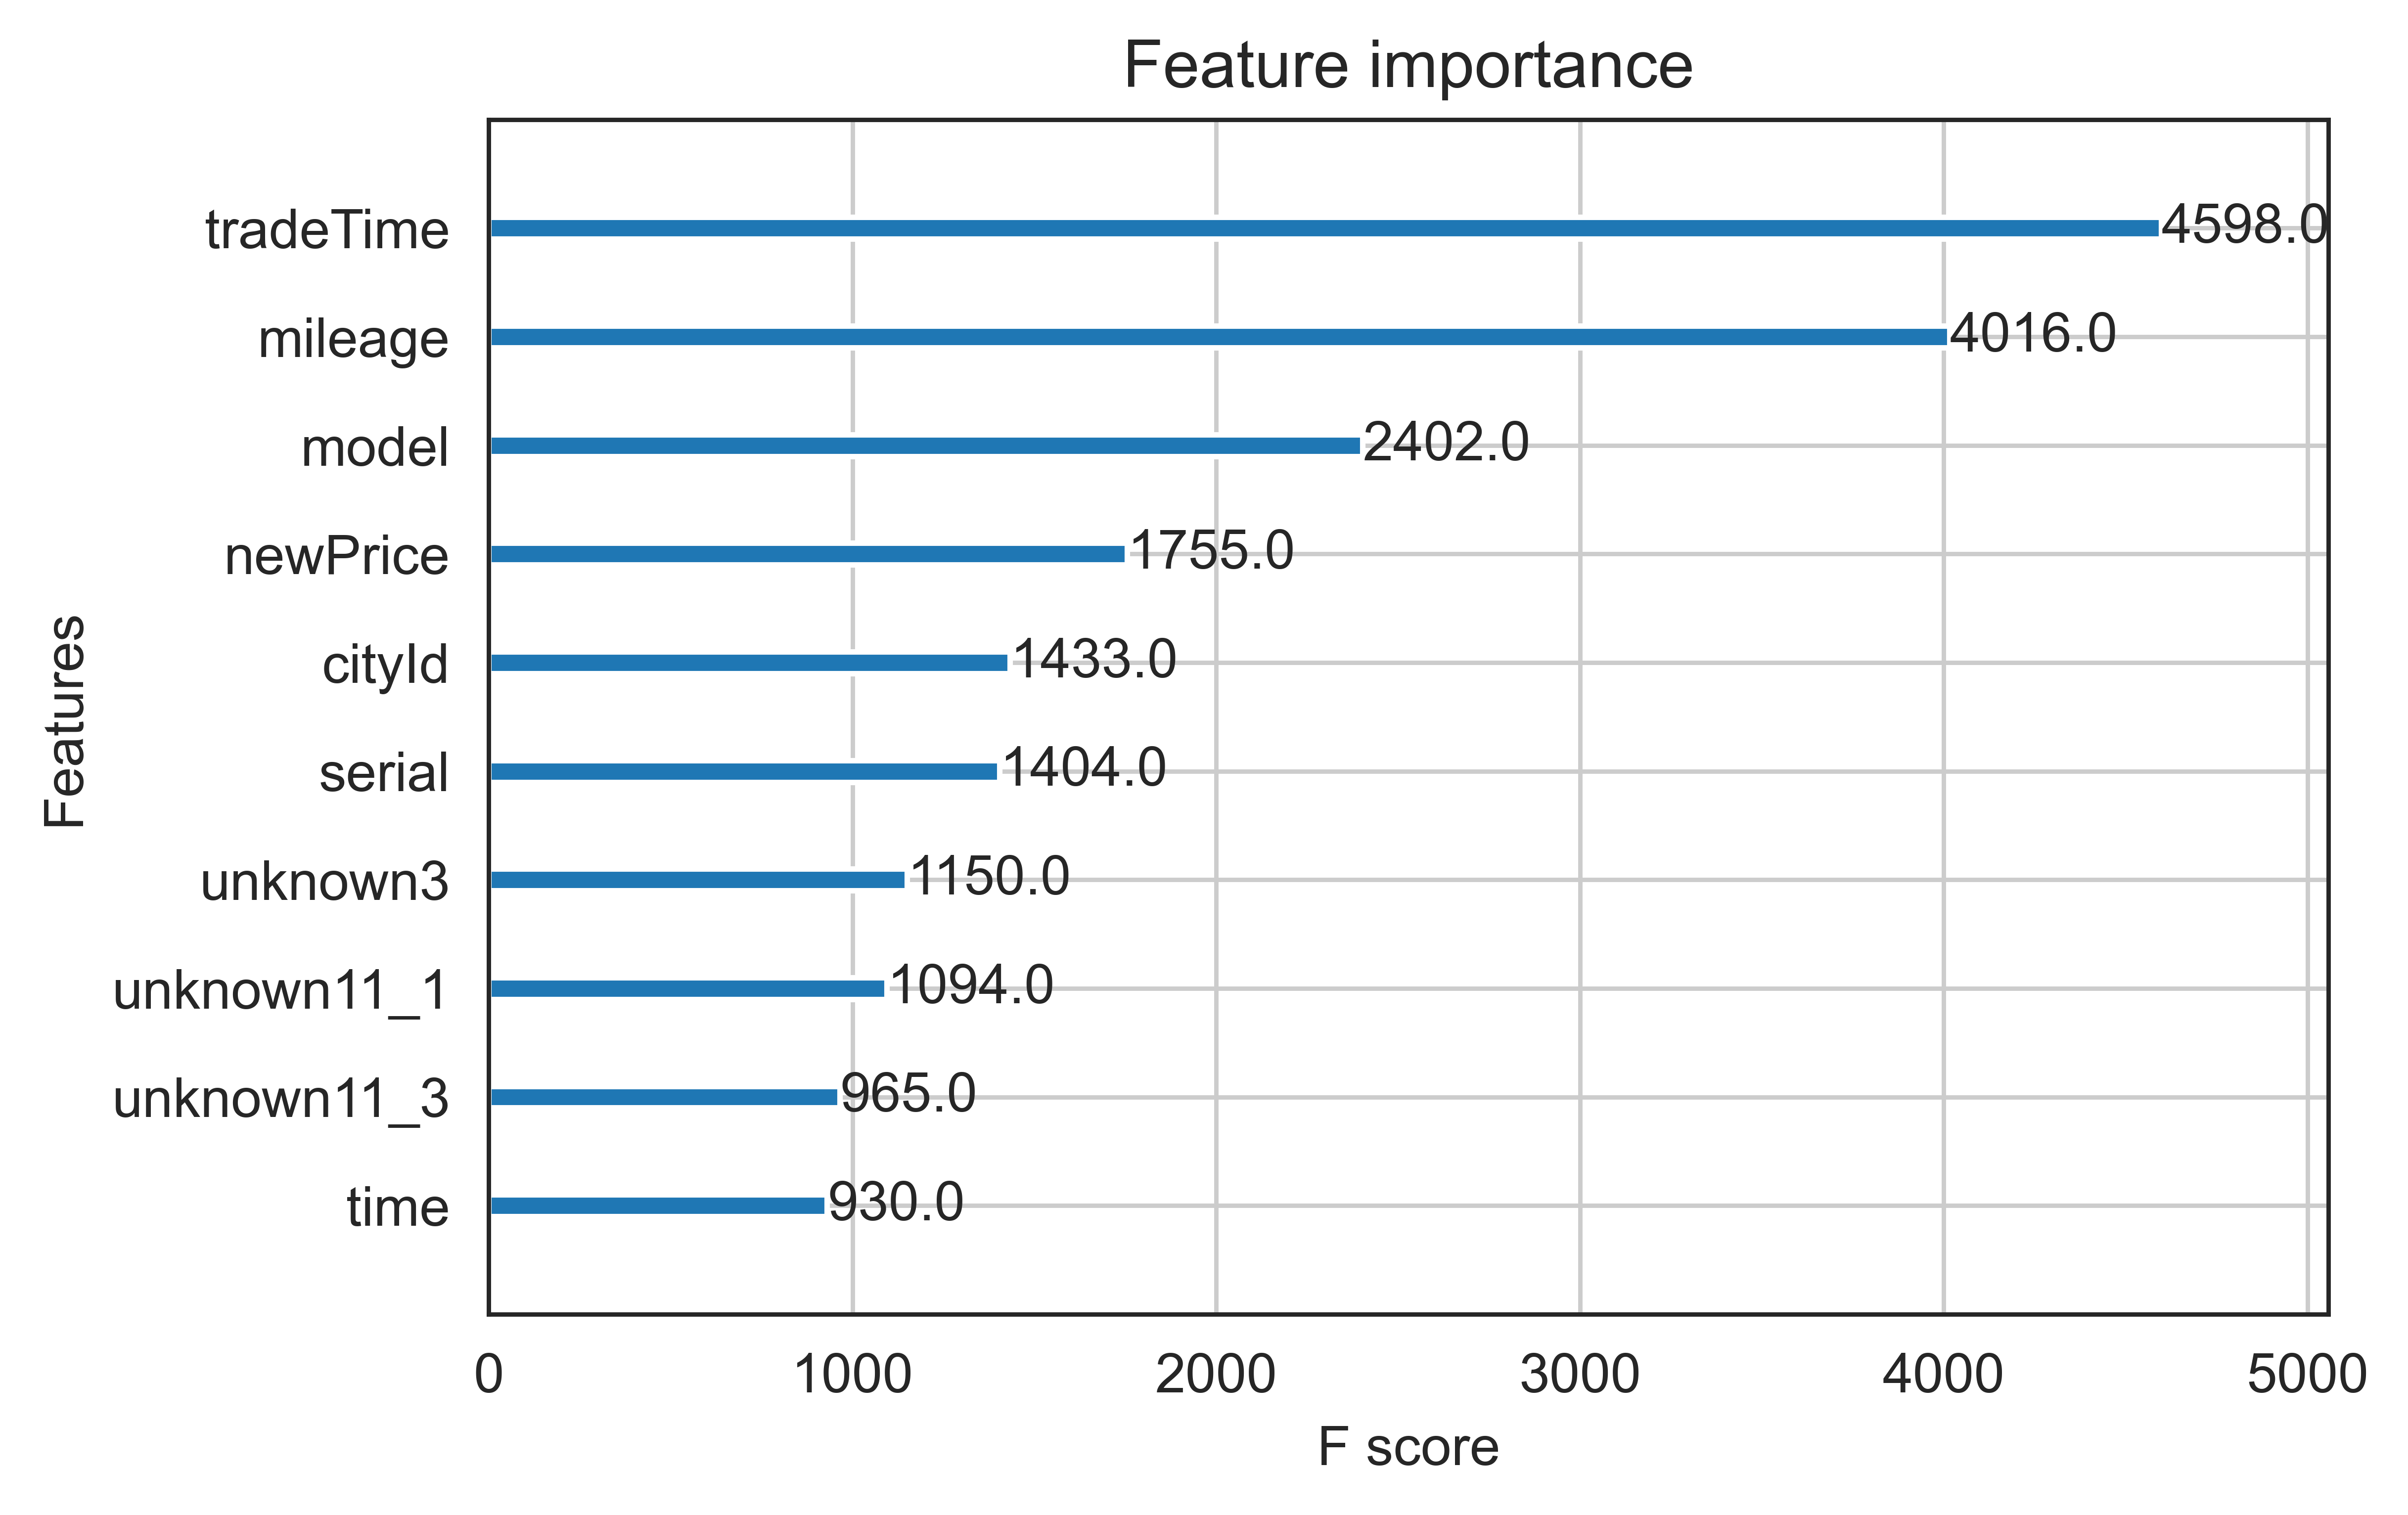 Feature importance
Features
tradeTime 4598.0
mileage 4016.0
model 2402.0
newPrice 1755.0
cityId 1433.0
serial 1404.0
unknown3 1150.0
unknown11_1 1094.0
unknown11_3 965.0
time 930.0
0 1000 2000 3000 4000 5000
F score